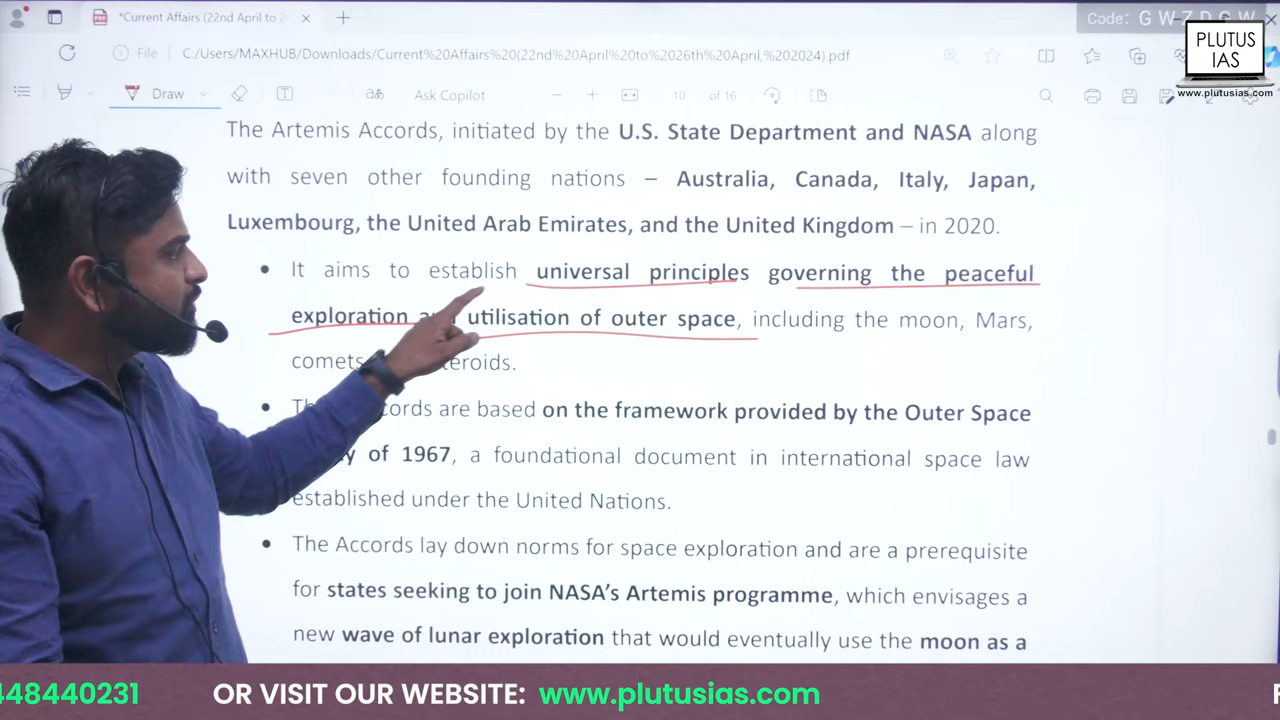 *Current Affairs (22nd April to 2
Code: G W-Z D G W
PLUTUS
IAS
www.plutusias.com
File C:/Users/MAXHUB/Downloads/Current%20Affairs%20(22nd%20April%20to%2026th%20April,%202024).pdf
Draw Ask Copilot 10 of 16
The Artemis Accords, initiated by the U.S. State Department and NASA along
with seven other founding nations – Australia, Canada, Italy, Japan,
Luxembourg, the United Arab Emirates, and the United Kingdom – in 2020.
• It aims to establish universal principles governing the peaceful
exploration utilisation of outer space, including the moon, Mars,
comets teroids.
• Th cords are based on the framework provided by the Outer Space
y of 1967, a foundational document in international space law
established under the United Nations.
• The Accords lay down norms for space exploration and are a prerequisite
for states seeking to join NASA's Artemis programme, which envisages a
new wave of lunar exploration that would eventually use the moon as a
448440231 OR VISIT OUR WEBSITE: www.plutusias.com F